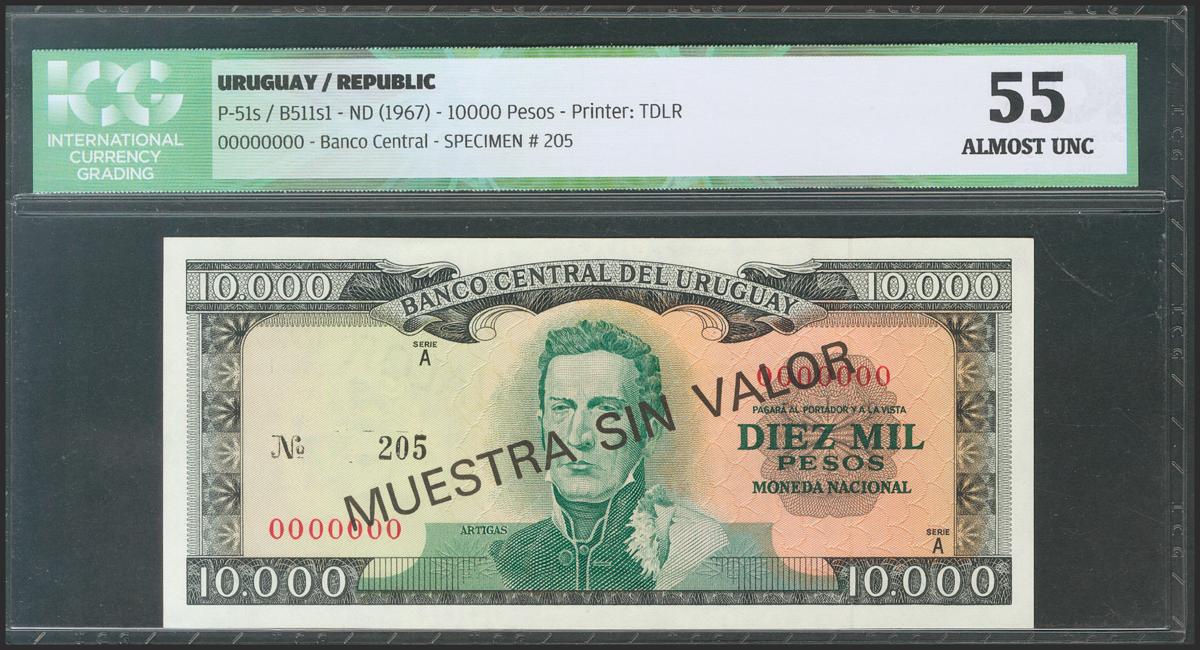 ICG
INTERNATIONAL
CURRENCY
GRADING
URUGUAY / REPUBLIC
P-51s / B511s1 - ND (1967) - 10000 Pesos - Printer: TDLR
00000000 - Banco Central - SPECIMEN # 205
55
ALMOST UNC
10.000
BANCO CENTRAL DEL URUGUAY
10.000
SERIE
A
0000000
PAGARÁ AL PORTADOR Y A LA VISTA
DIEZ MIL
PESOS
MONEDA NACIONAL
Nº 205
MUESTRA SIN VALOR
0000000
ARTIGAS
SERIE
A
10.000
10.000